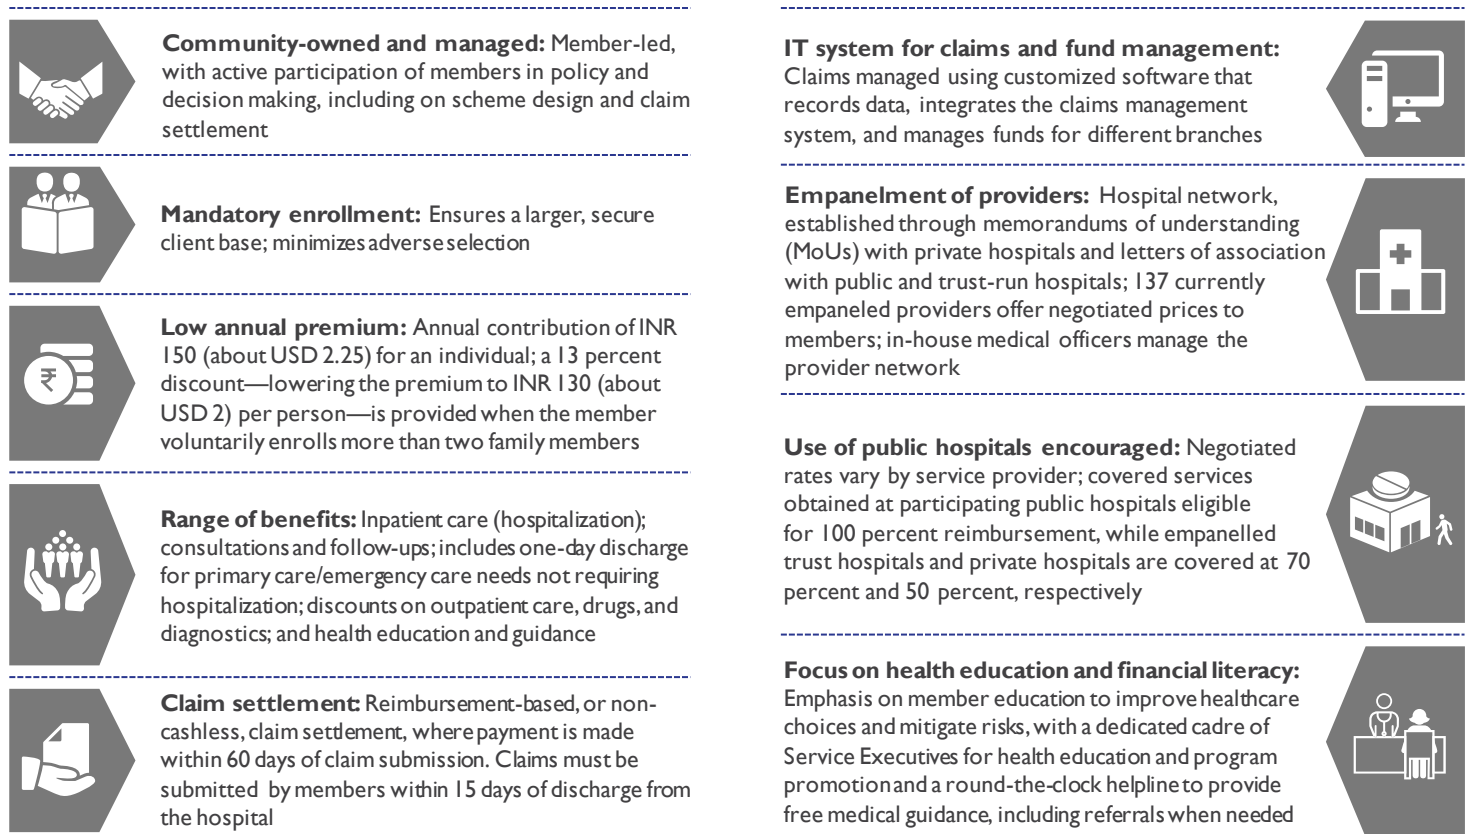 Community-owned and managed: Member-led,
with active participation of members in policy and
decision making, including on scheme design and claim
settlement
Mandatory enrollment: Ensures a larger, secure
client base; minimizes adverse selection
₹
Low annual premium: Annual contribution of INR
150 (about USD 2.25) for an individual; a 13 percent
discount—lowering the premium to INR 130 (about
USD 2) per person—is provided when the member
voluntarily enrolls more than two family members
Range of benefits: Inpatient care (hospitalization);
consultations and follow-ups; includes one-day discharge
for primary care/emergency care needs not requiring
hospitalization; discounts on outpatient care, drugs, and
diagnostics; and health education and guidance
Claim settlement: Reimbursement-based, or non-
cashless, claim settlement, where payment is made
within 60 days of claim submission. Claims must be
submitted by members within 15 days of discharge from
the hospital
IT system for claims and fund management:
Claims managed using customized software that
records data, integrates the claims management
system, and manages funds for different branches
Empanelment of providers: Hospital network,
established through memorandums of understanding
(MoUs) with private hospitals and letters of association
with public and trust-run hospitals; 137 currently
empaneled providers offer negotiated prices to
members; in-house medical officers manage the
provider network
Use of public hospitals encouraged: Negotiated
rates vary by service provider; covered services
obtained at participating public hospitals eligible
for 100 percent reimbursement, while empanelled
trust hospitals and private hospitals are covered at 70
percent and 50 percent, respectively
Focus on health education and financial literacy:
Emphasis on member education to improve healthcare
choices and mitigate risks, with a dedicated cadre of
Service Executives for health education and program
promotion and a round-the-clock helpline to provide
free medical guidance, including referrals when needed